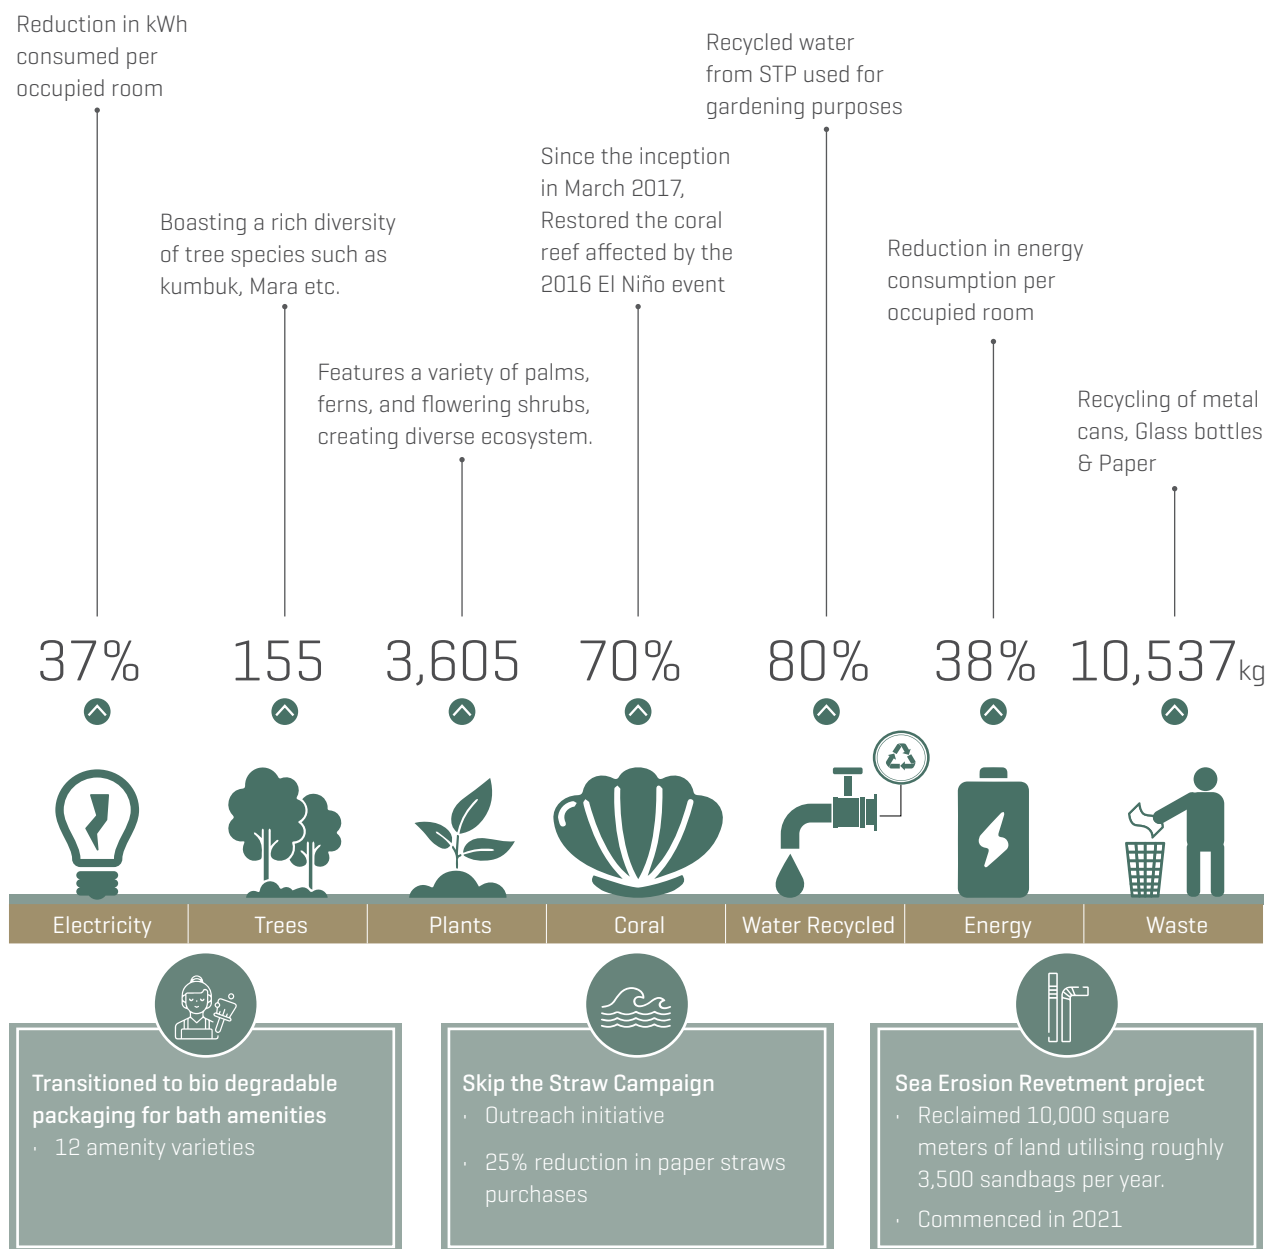 Reduction in kWh
consumed per
occupied room
Boasting a rich diversity
of tree species such as
kumbuk, Mara etc.
Features a variety of palms,
ferns, and flowering shrubs,
creating diverse ecosystem.
Since the inception
in March 2017,
Restored the coral
reef affected by the
2016 El Niño event
Recycled water
from STP used for
gardening purposes
Reduction in energy
consumption per
occupied room
Recycling of metal
cans, Glass bottles
& Paper
37%
155
3,605
70%
80%
38%
10,537kg
Electricity
Trees
Plants
Coral
Water Recycled
Energy
Waste
Transitioned to bio degradable
packaging for bath amenities
· 12 amenity varieties
Skip the Straw Campaign
· Outreach initiative
· 25% reduction in paper straws
purchases
Sea Erosion Revetment project
· Reclaimed 10,000 square
meters of land utilising roughly
3,500 sandbags per year.
· Commenced in 2021